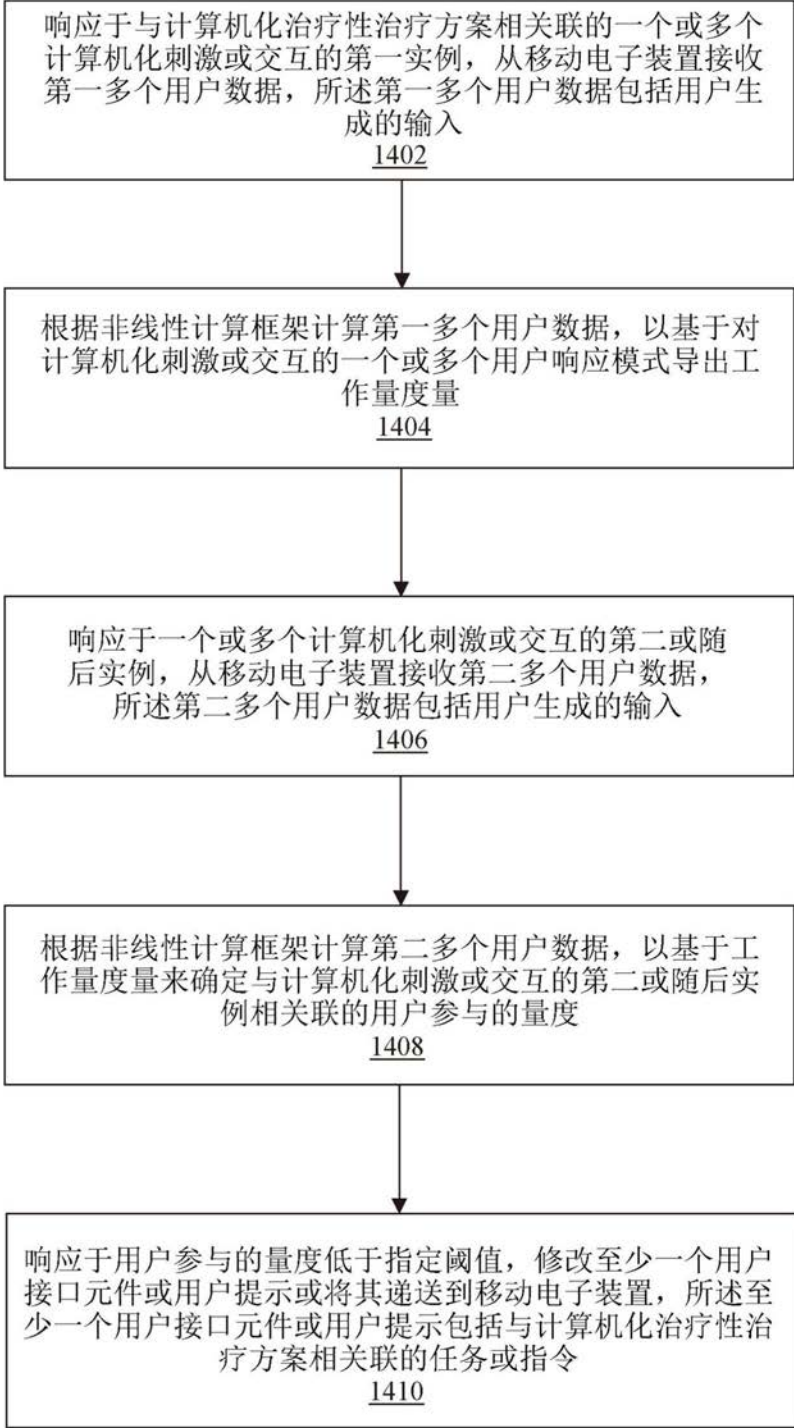 响应于与计算机化治疗性治疗方案相关联的一个或多个
计算机化刺激或交互的第一实例，从移动电子装置接收
第一多个用户数据，所述第一多个用户数据包括用户生
成的输入
1402
根据非线性计算框架计算第一多个用户数据，以基于对
计算机化刺激或交互的一个或多个用户响应模式导出工
作量度量
1404
响应于一个或多个计算机化刺激或交互的第二或随
后实例，从移动电子装置接收第二多个用户数据，
所述第二多个用户数据包括用户生成的输入
1406
根据非线性计算框架计算第二多个用户数据，以基于工
作量度量来确定与计算机化刺激或交互的第二或随后实
例相关联的用户参与的量度
1408
响应于用户参与的量度低于指定阈值，修改至少一个用户
接口元件或用户提示或将其递送到移动电子装置，所述至
少一个用户接口元件或用户提示包括与计算机化治疗性治
疗方案相关联的任务或指令
1410